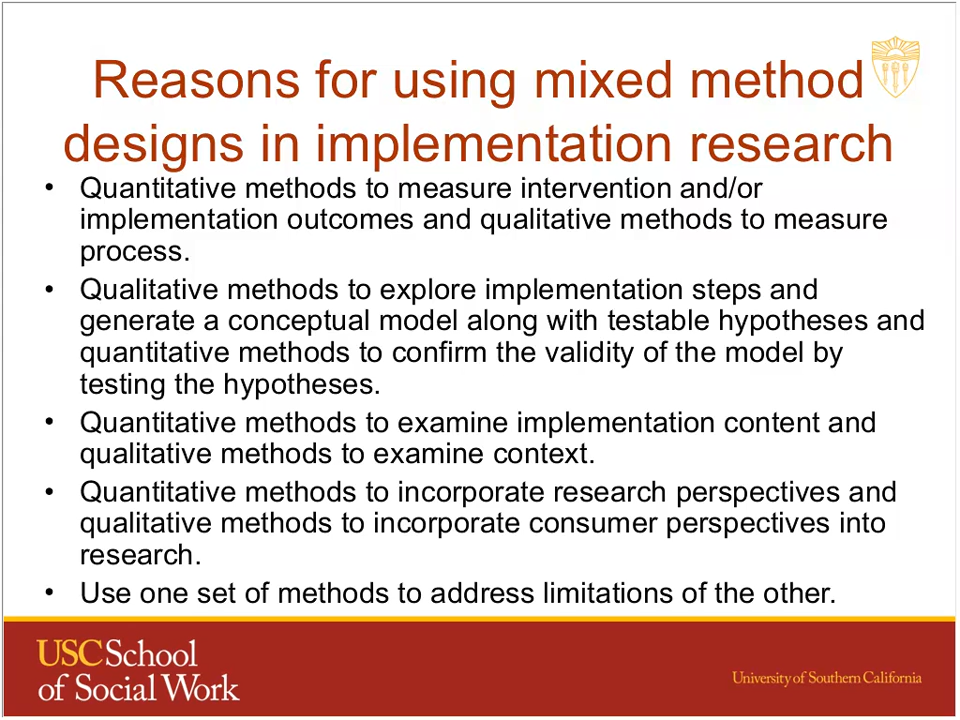 Reasons for using mixed method
designs in implementation research
• Quantitative methods to measure intervention and/or
implementation outcomes and qualitative methods to measure
process.
• Qualitative methods to explore implementation steps and
generate a conceptual model along with testable hypotheses and
quantitative methods to confirm the validity of the model by
testing the hypotheses.
• Quantitative methods to examine implementation content and
qualitative methods to examine context.
• Quantitative methods to incorporate research perspectives and
qualitative methods to incorporate consumer perspectives into
research.
• Use one set of methods to address limitations of the other.
USC School
of Social Work
University of Southern California